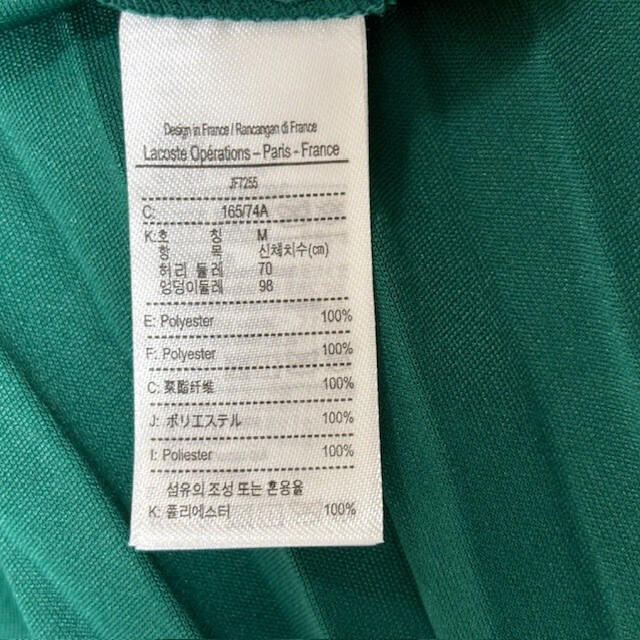 Design in France / Rancangan di France
Lacoste Opérations – Paris - France
JF7255
C: 165/74A
K.호 칭 M
항 목 신체치수(cm)
허리 둘레 70
엉덩이둘레 98
E: Polyester 100%
F: Polyester 100%
C: 聚酯纤维 100%
J: ポリエステル 100%
I: Poliester 100%
섬유의 조성 또는 혼용율
K: 폴리에스터 100%